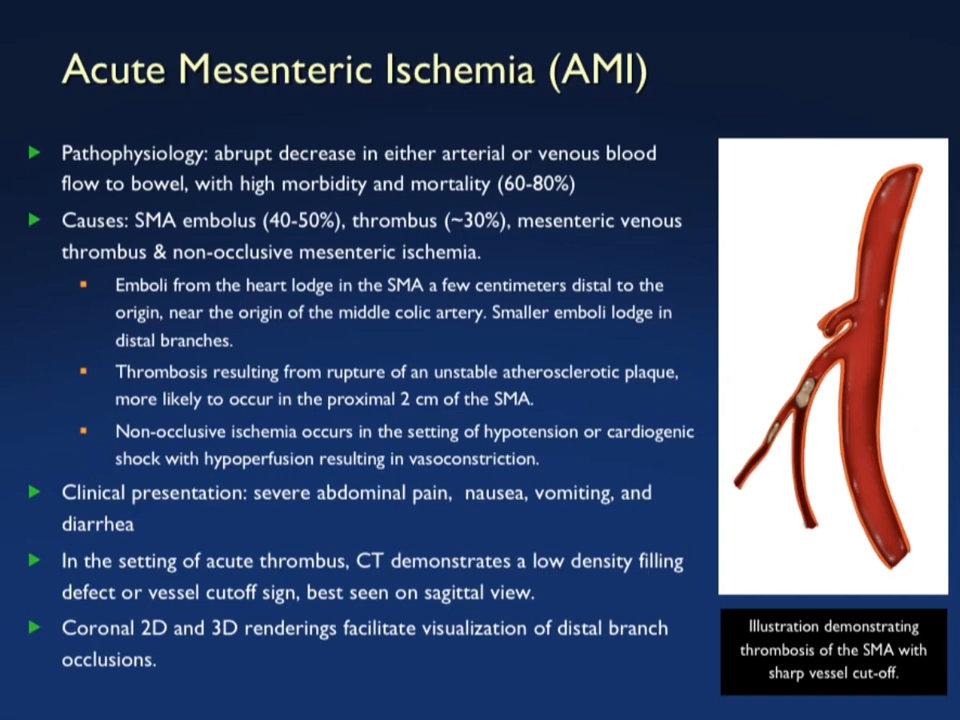 Acute Mesenteric Ischemia (AMI)
Pathophysiology: abrupt decrease in either arterial or venous blood
flow to bowel, with high morbidity and mortality (60-80%)
Causes: SMA embolus (40-50%), thrombus (~30%), mesenteric venous
thrombus & non-occlusive mesenteric ischemia.
Emboli from the heart lodge in the SMA a few centimeters distal to the
origin, near the origin of the middle colic artery. Smaller emboli lodge in
distal branches.
Thrombosis resulting from rupture of an unstable atherosclerotic plaque,
more likely to occur in the proximal 2 cm of the SMA.
Non-occlusive ischemia occurs in the setting of hypotension or cardiogenic
shock with hypoperfusion resulting in vasoconstriction.
Clinical presentation: severe abdominal pain, nausea, vomiting, and
diarrhea
In the setting of acute thrombus, CT demonstrates a low density filling
defect or vessel cutoff sign, best seen on sagittal view.
Coronal 2D and 3D renderings facilitate visualization of distal branch
occlusions.
Illustration demonstrating
thrombosis of the SMA with
sharp vessel cut-off.